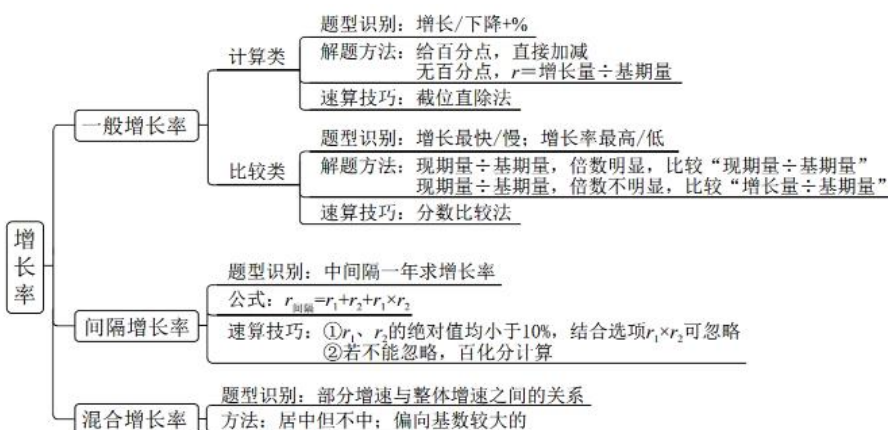 增长率
一般增长率
计算类
题型识别：增长/下降+%
解题方法：给百分点，直接加减
无百分点，r=增长量÷基期量
速算技巧：截位直除法
比较类
题型识别：增长最快/慢；增长率最高/低
解题方法：现期量÷基期量，倍数明显，比较“现期量÷基期量”
现期量÷基期量，倍数不明显，比较“增长量÷基期量”
速算技巧：分数比较法
间隔增长率
题型识别：中间隔一年求增长率
公式：r间隔=r₁+r₂+r₁×r₂
速算技巧：①r₁、r₂的绝对值均小于10%，结合选项r₁×r₂可忽略
②若不能忽略，百化分计算
混合增长率
题型识别：部分增速与整体增速之间的关系
方法：居中但不中；偏向基数较大的